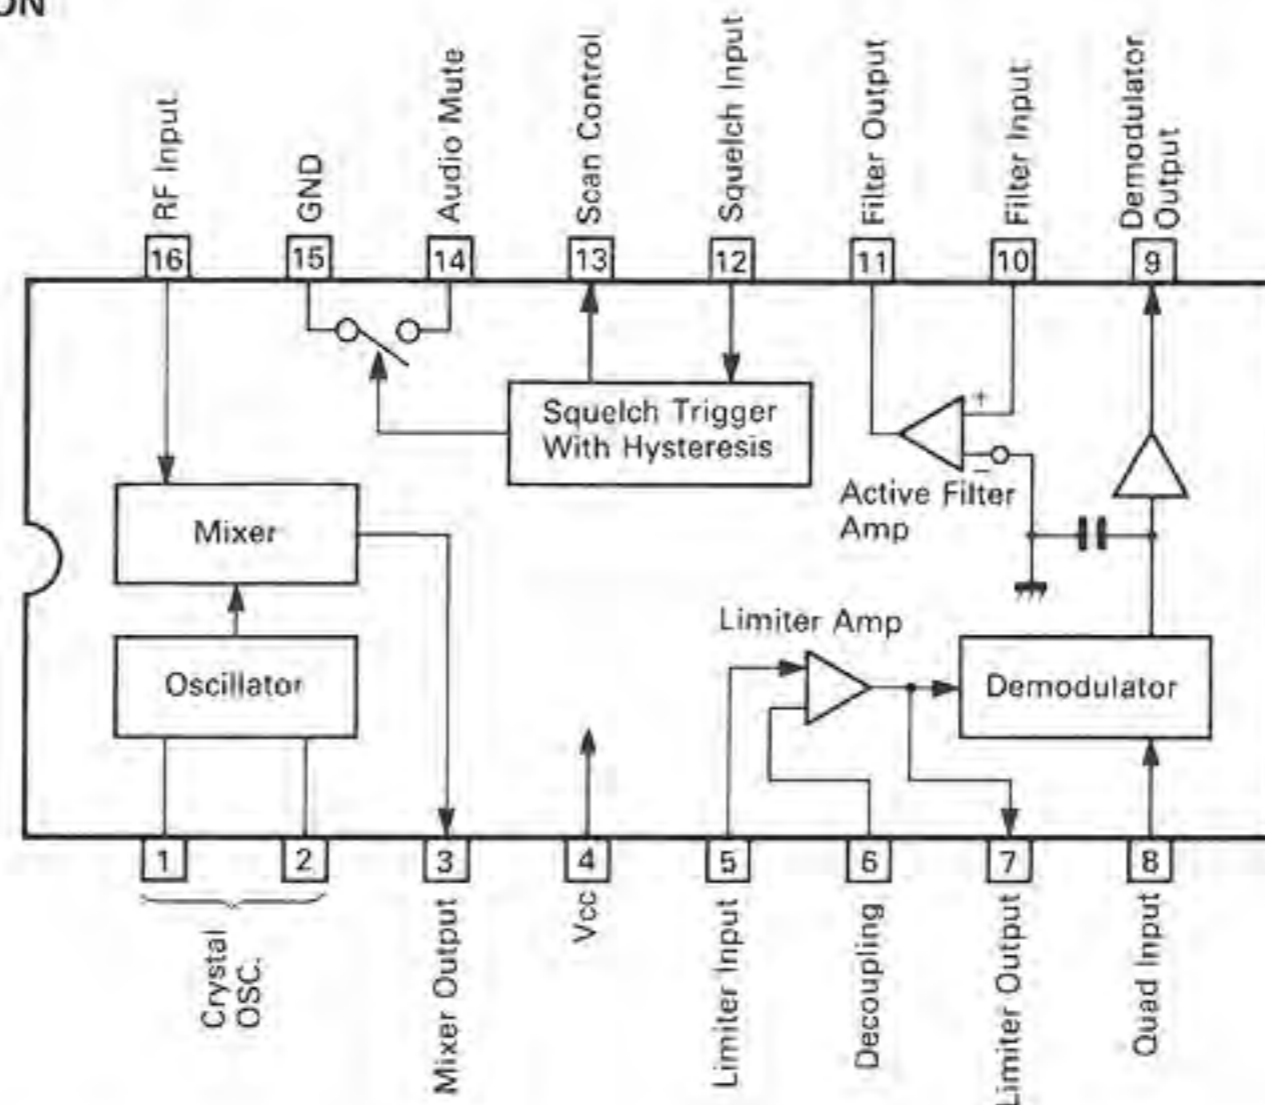 ON
RF Input
GND
Audio Mute
Scan Control
Squelch Input
Filter Output
Filter Input
Demodulator
Output
16
15
14
13
12
11
10
9
Squelch Trigger
With Hysteresis
+
−
Active Filter
Amp
Mixer
Limiter Amp
Oscillator
Demodulator
1
2
3
4
5
6
7
8
Crystal
OSC.
Mixer Output
Vcc
Limiter Input
Decoupling
Limiter Output
Quad Input